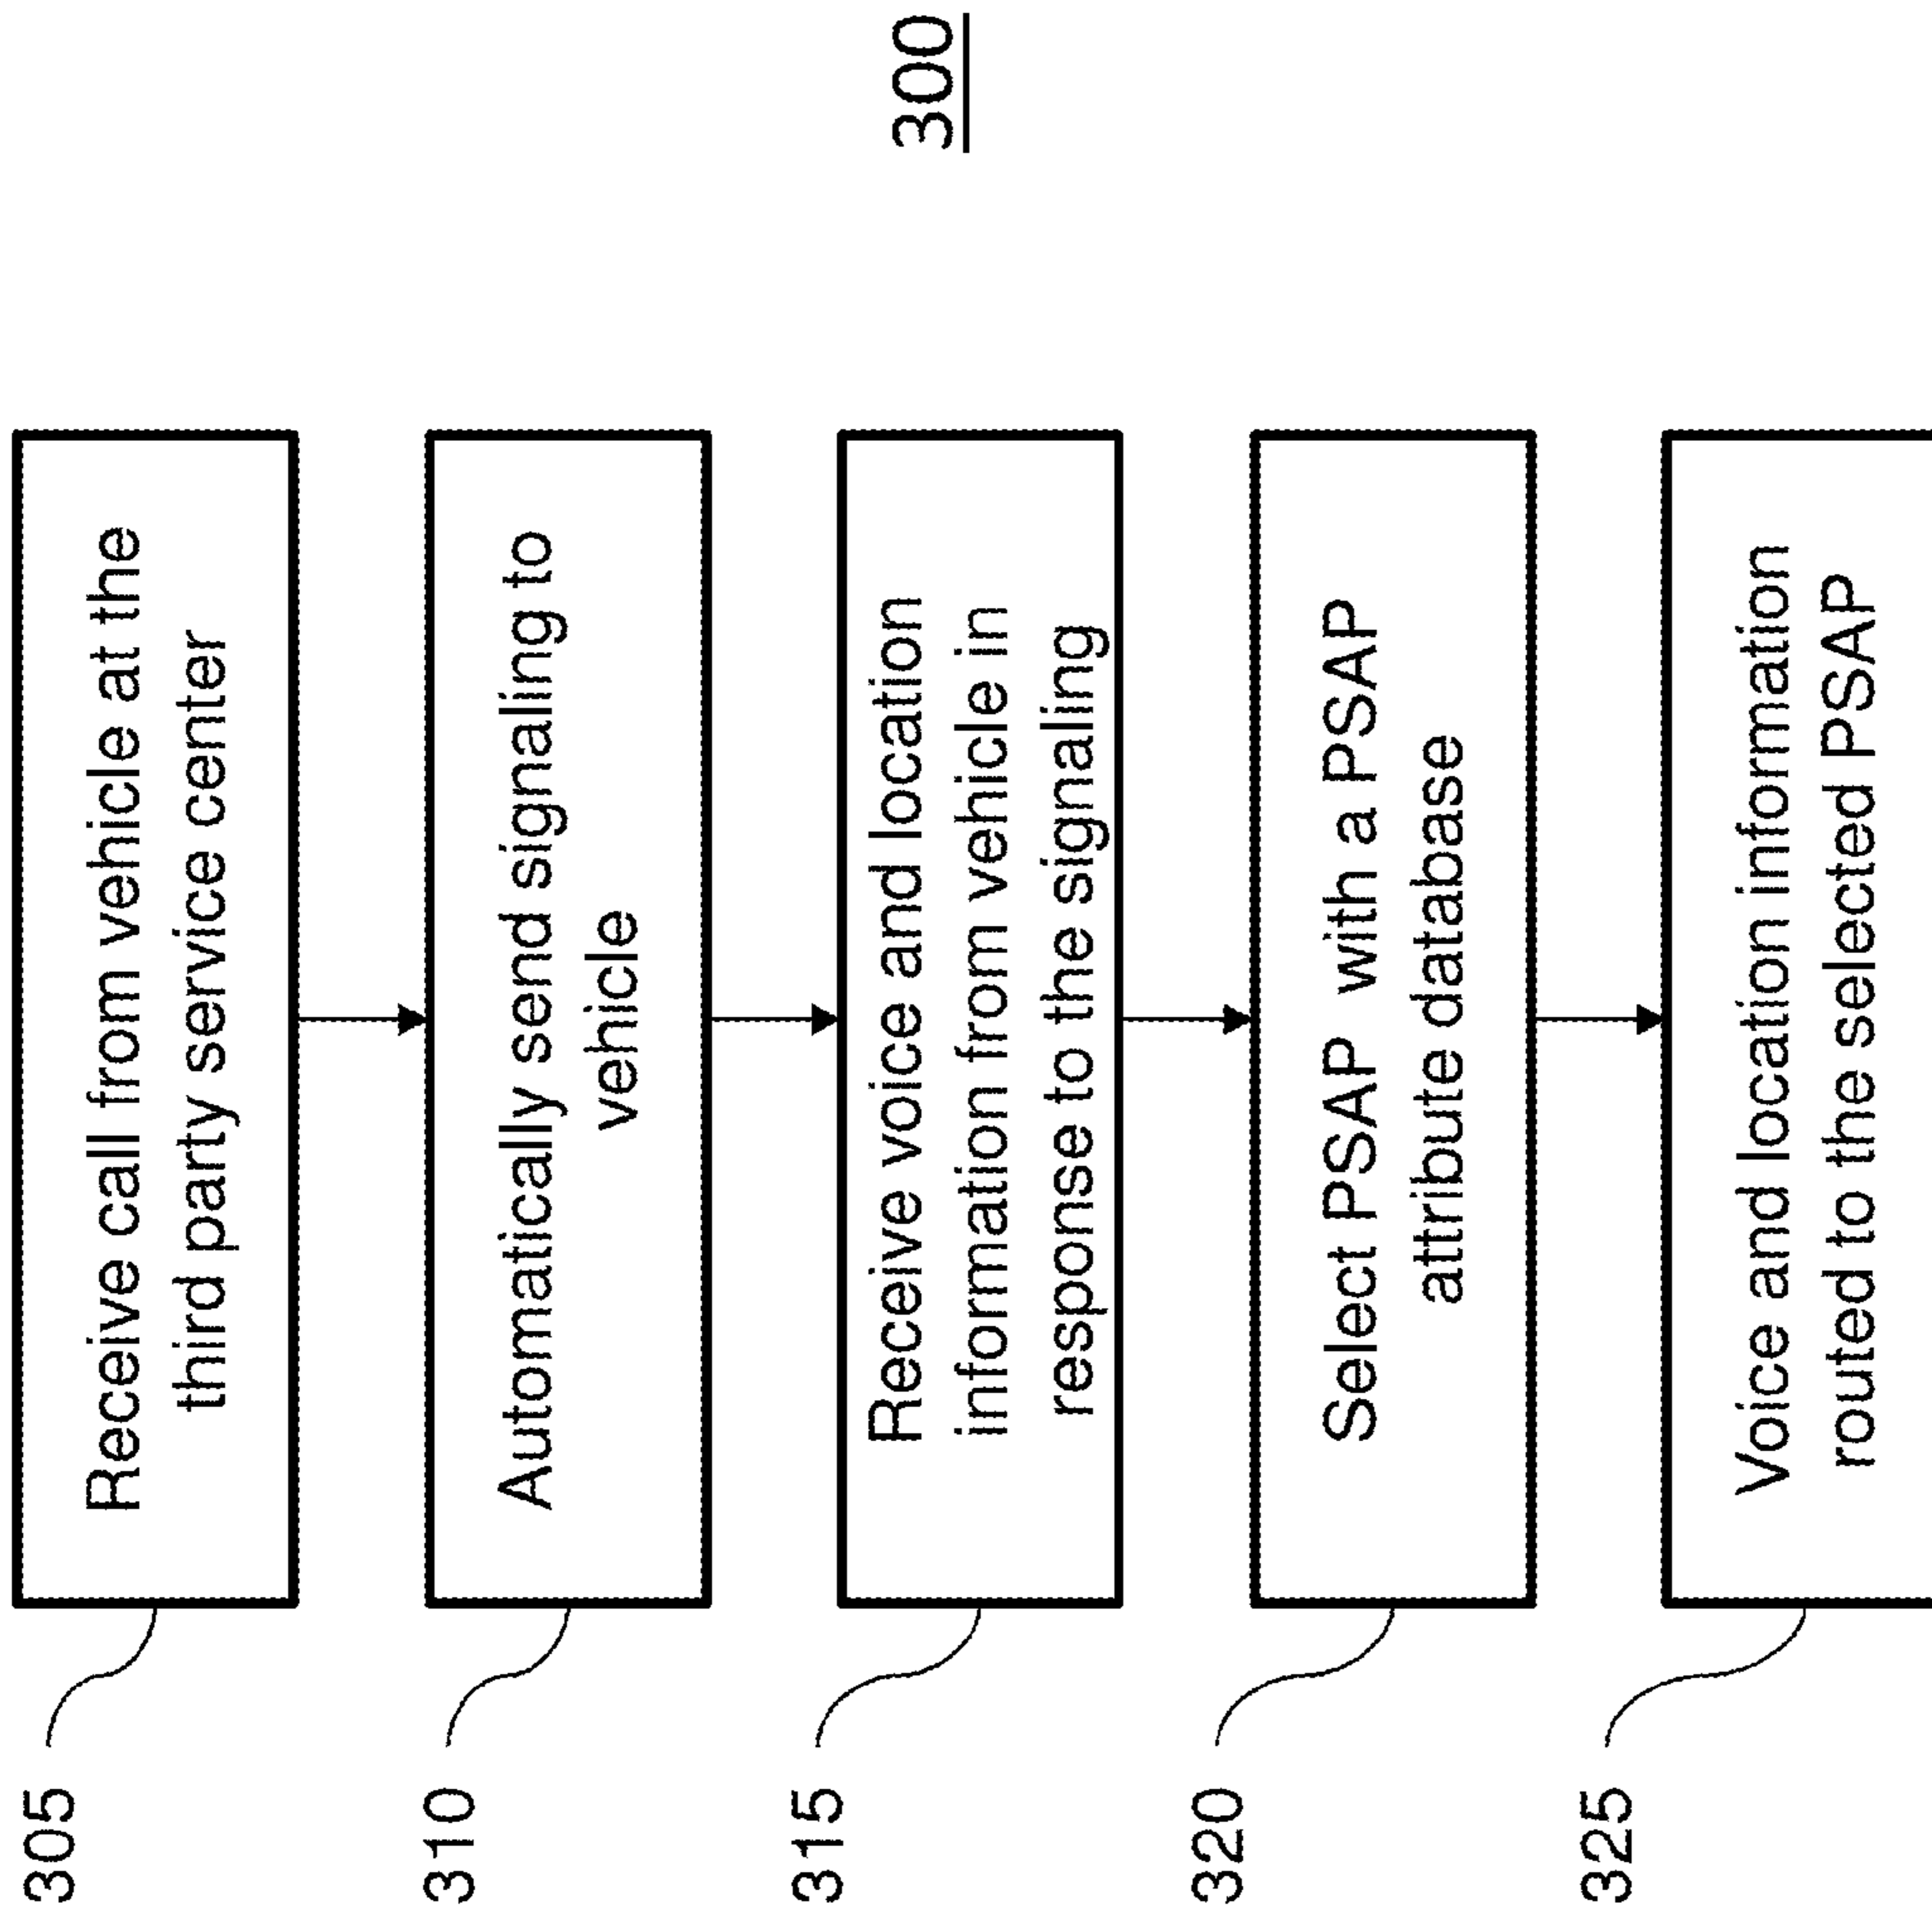 300
305
Receive call from vehicle at the
third party service center
310
Automatically send signaling to
vehicle
315
Receive voice and location
information from vehicle in
response to the signaling
320
Select PSAP with a PSAP
attribute database
325
Voice and location information
routed to the selected PSAP